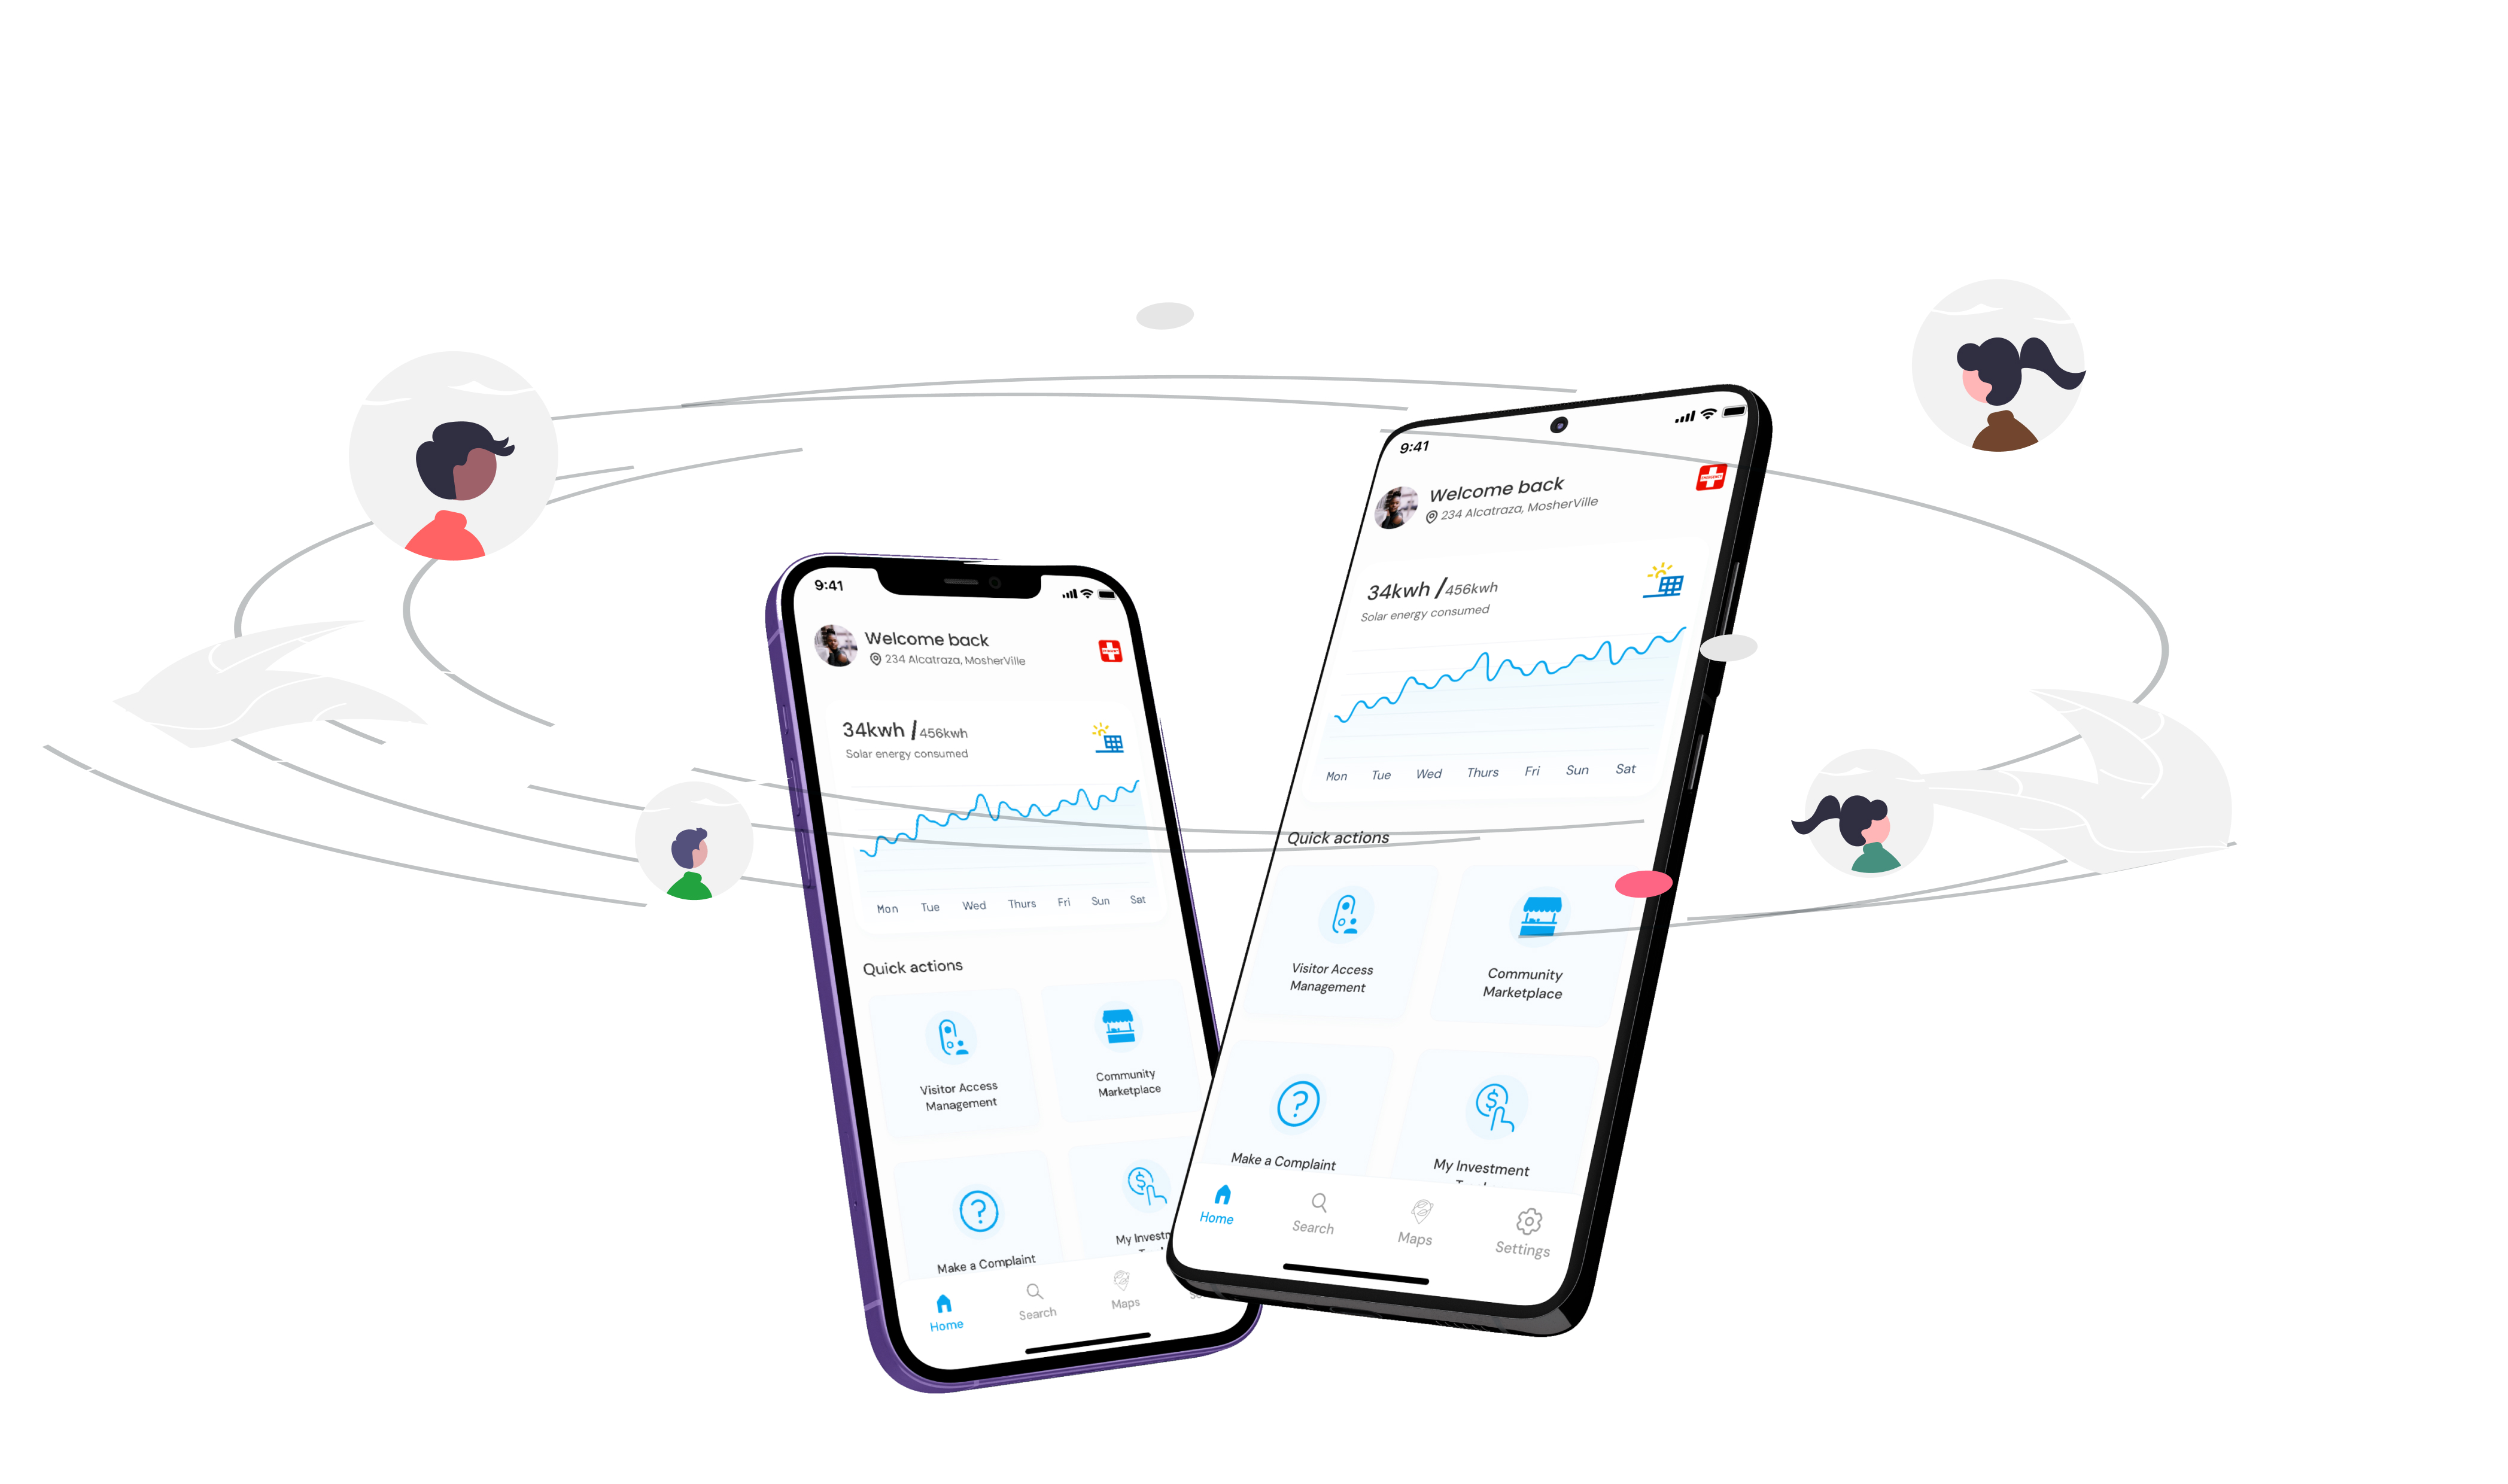 9:41
Welcome back
234 Alcatraza, MosherVille
34kwh /456kwh
Solar energy consumed
Mon Tue Wed Thurs Fri Sun Sat
Quick actions
Visitor Access
Management
Community
Marketplace
Make a Complaint
My Investm
Home
Search
Maps
9:41
Welcome back
234 Alcatraza, MosherVille
EMERGENCY
34kwh /456kwh
Solar energy consumed
Mon Tue Wed Thurs Fri Sun Sat
Quick actions
Visitor Access
Management
Community
Marketplace
Make a Complaint
My Investment
Home
Search
Maps
Settings